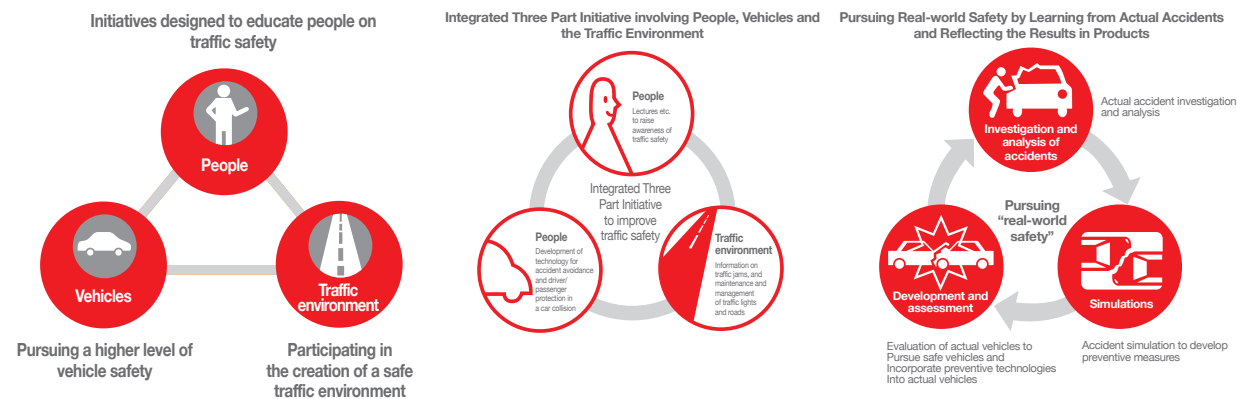 Initiatives designed to educate people on
traffic safety
People
Vehicles
Traffic
environment
Pursuing a higher level of
vehicle safety
Participating in
the creation of a safe
traffic environment
Integrated Three Part Initiative involving People, Vehicles and
the Traffic Environment
People
Lectures etc.
to raise
awareness of
traffic safety
Integrated Three
Part Initiative
to improve
traffic safety
People
Development of
technology for
accident avoidance
and driver/
passenger
protection in
a car collision
Traffic
environment
Information on
traffic jams, and
maintenance and
management
of traffic lights
and roads
Pursuing Real-world Safety by Learning from Actual Accidents
and Reflecting the Results in Products
Investigation and
analysis of
accidents
Actual accident investigation
and analysis
Pursuing
“real-world
safety”
Development and
assessment
Simulations
Evaluation of actual vehicles to
Pursue safe vehicles and
Incorporate preventive technologies
Into actual vehicles
Accident simulation to develop
preventive measures